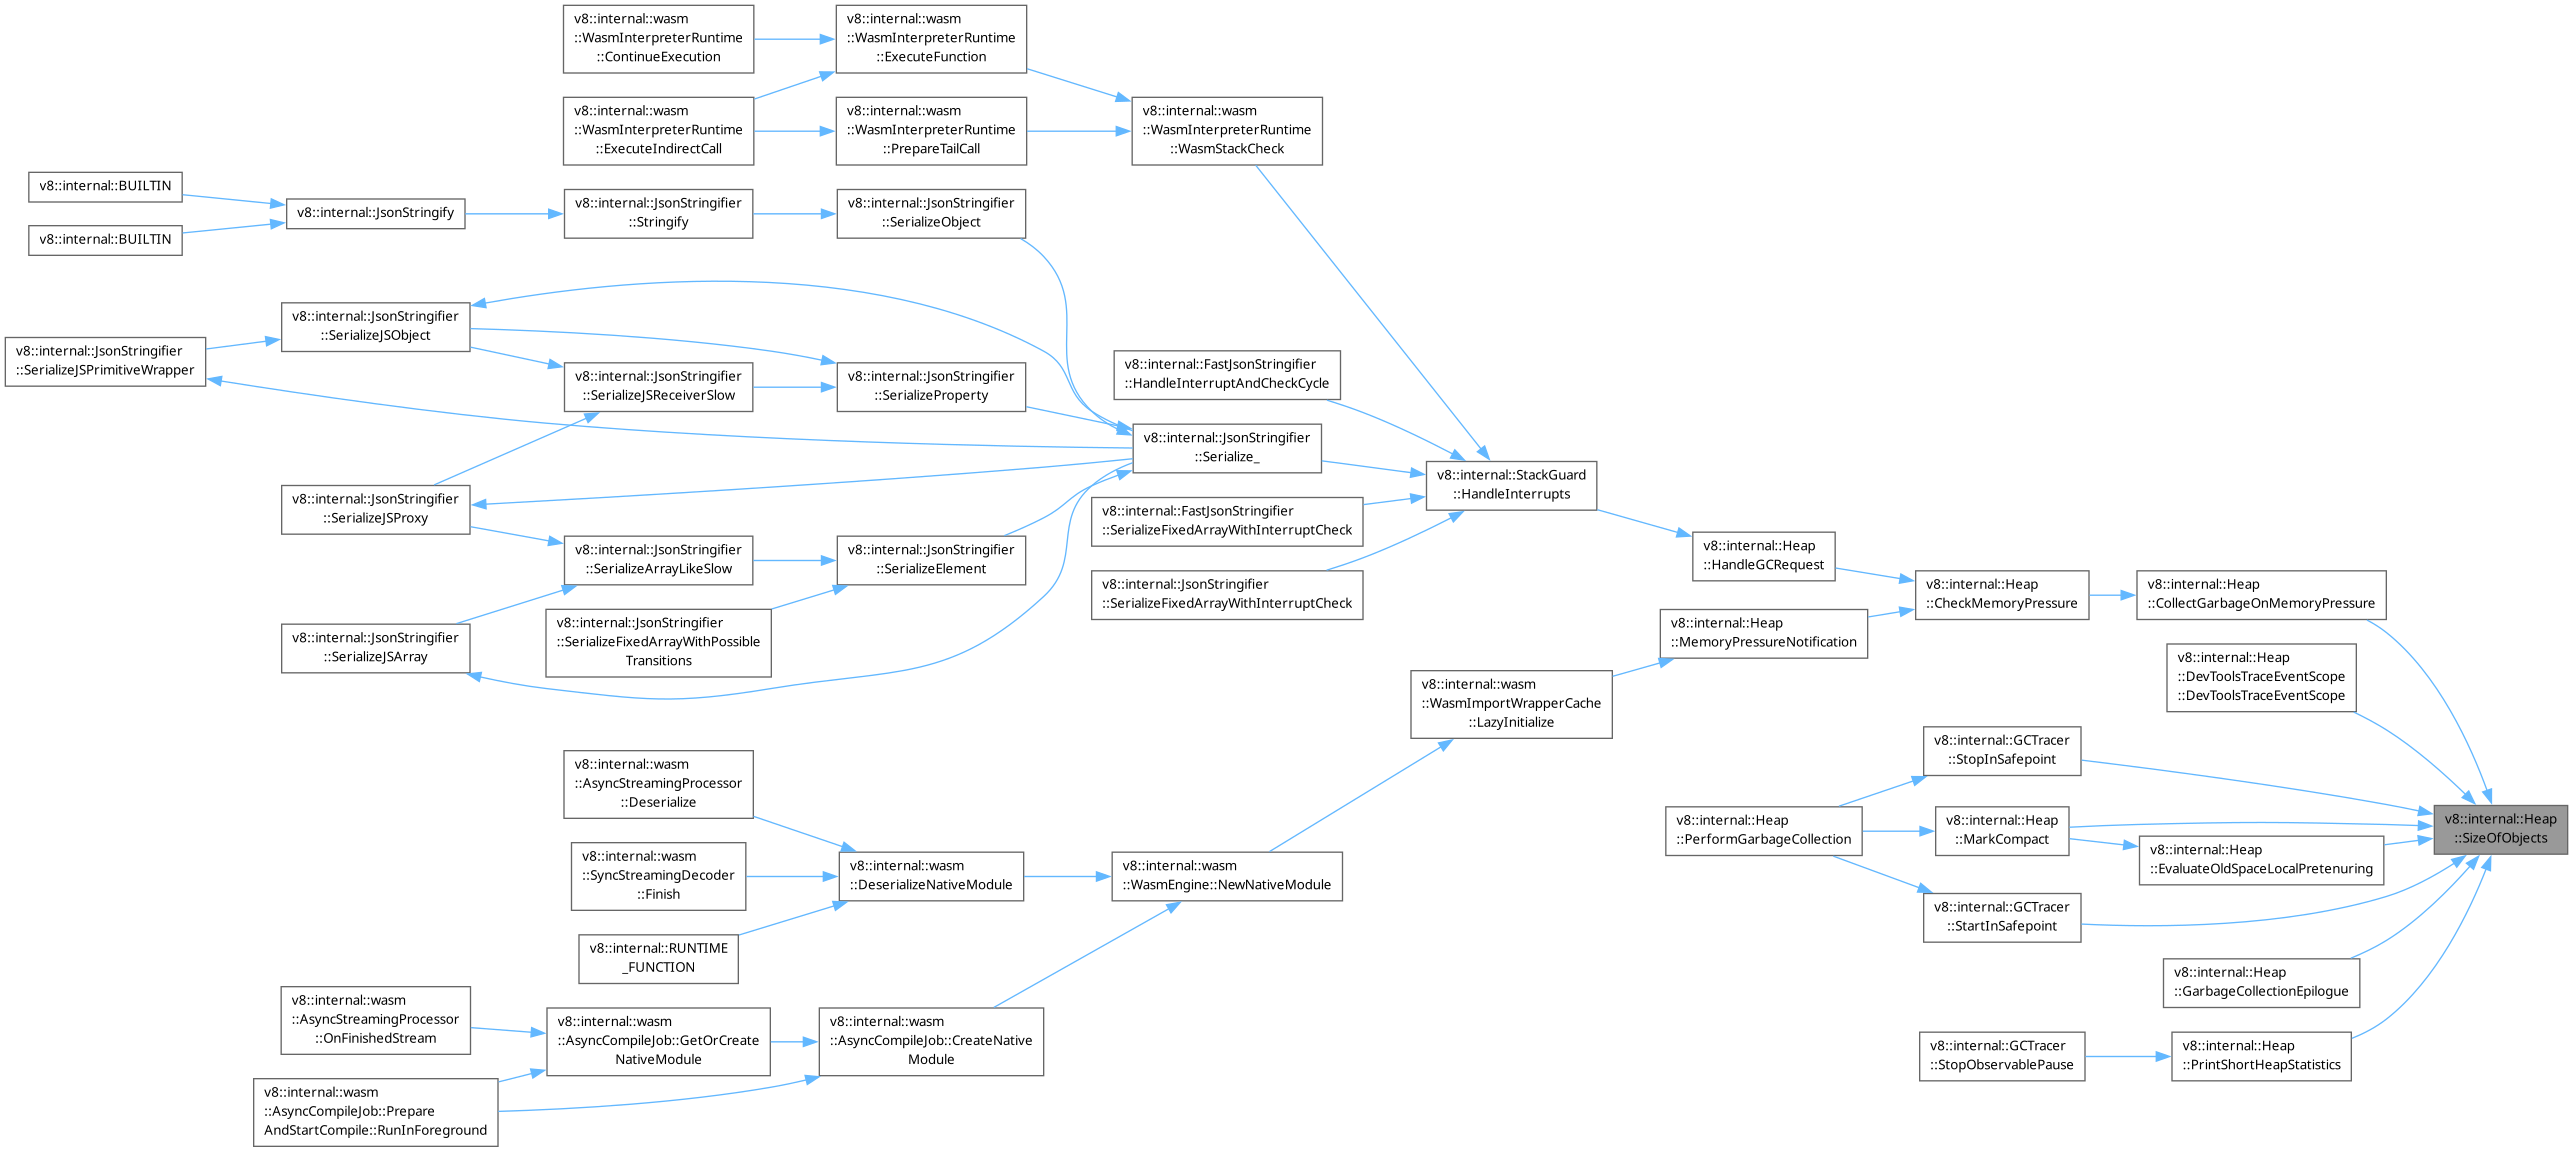 v8::internal::wasm
::WasmInterpreterRuntime
::ContinueExecution
v8::internal::wasm
::WasmInterpreterRuntime
::ExecuteFunction
v8::internal::wasm
::WasmInterpreterRuntime
::ExecuteIndirectCall
v8::internal::wasm
::WasmInterpreterRuntime
::PrepareTailCall
v8::internal::wasm
::WasmInterpreterRuntime
::WasmStackCheck
v8::internal::BUILTIN
v8::internal::BUILTIN
v8::internal::JsonStringify
v8::internal::JsonStringifier
::Stringify
v8::internal::JsonStringifier
::SerializeObject
v8::internal::JsonStringifier
::SerializeJSObject
v8::internal::JsonStringifier
::SerializeJSPrimitiveWrapper
v8::internal::JsonStringifier
::SerializeJSReceiverSlow
v8::internal::JsonStringifier
::SerializeProperty
v8::internal::FastJsonStringifier
::HandleInterruptAndCheckCycle
v8::internal::JsonStringifier
::Serialize_
v8::internal::StackGuard
::HandleInterrupts
v8::internal::JsonStringifier
::SerializeJSProxy
v8::internal::FastJsonStringifier
::SerializeFixedArrayWithInterruptCheck
v8::internal::JsonStringifier
::SerializeArrayLikeSlow
v8::internal::JsonStringifier
::SerializeElement
v8::internal::JsonStringifier
::SerializeFixedArrayWithInterruptCheck
v8::internal::Heap
::HandleGCRequest
v8::internal::Heap
::CheckMemoryPressure
v8::internal::Heap
::CollectGarbageOnMemoryPressure
v8::internal::JsonStringifier
::SerializeJSArray
v8::internal::JsonStringifier
::SerializeFixedArrayWithPossible
Transitions
v8::internal::Heap
::MemoryPressureNotification
v8::internal::Heap
::DevToolsTraceEventScope
::DevToolsTraceEventScope
v8::internal::wasm
::WasmImportWrapperCache
::LazyInitialize
v8::internal::GCTracer
::StopInSafepoint
v8::internal::wasm
::AsyncStreamingProcessor
::Deserialize
v8::internal::Heap
::PerformGarbageCollection
v8::internal::Heap
::MarkCompact
v8::internal::Heap
::SizeOfObjects
v8::internal::Heap
::EvaluateOldSpaceLocalPretenuring
v8::internal::wasm
::SyncStreamingDecoder
::Finish
v8::internal::wasm
::DeserializeNativeModule
v8::internal::wasm
::WasmEngine::NewNativeModule
v8::internal::GCTracer
::StartInSafepoint
v8::internal::RUNTIME
_FUNCTION
v8::internal::Heap
::GarbageCollectionEpilogue
v8::internal::wasm
::AsyncStreamingProcessor
::OnFinishedStream
v8::internal::wasm
::AsyncCompileJob::GetOrCreate
NativeModule
v8::internal::wasm
::AsyncCompileJob::CreateNative
Module
v8::internal::GCTracer
::StopObservablePause
v8::internal::Heap
::PrintShortHeapStatistics
v8::internal::wasm
::AsyncCompileJob::Prepare
AndStartCompile::RunInForeground